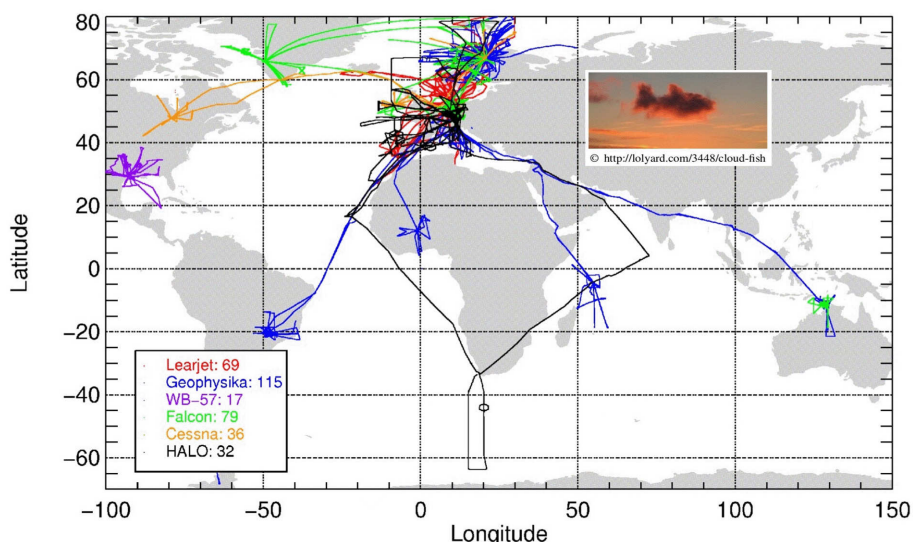 80
60
40
20
0
−20
−40
−60
Latitude
© http://lolyard.com/3448/cloud-fish
Learjet: 69
Geophysika: 115
WB−57: 17
Falcon: 79
Cessna: 36
HALO: 32
−100 −50 0 50 100 150
Longitude